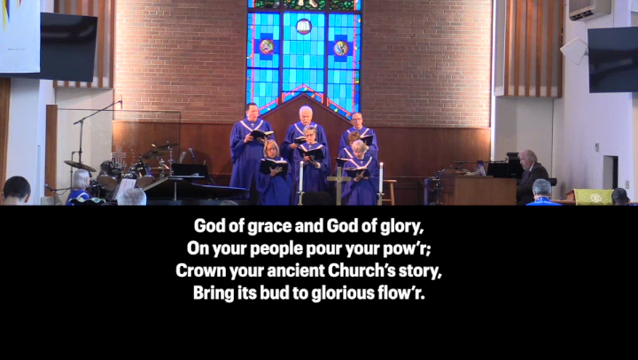 God of grace and God of glory,
On your people pour your pow’r;
Crown your ancient Church’s story,
Bring its bud to glorious flow’r.